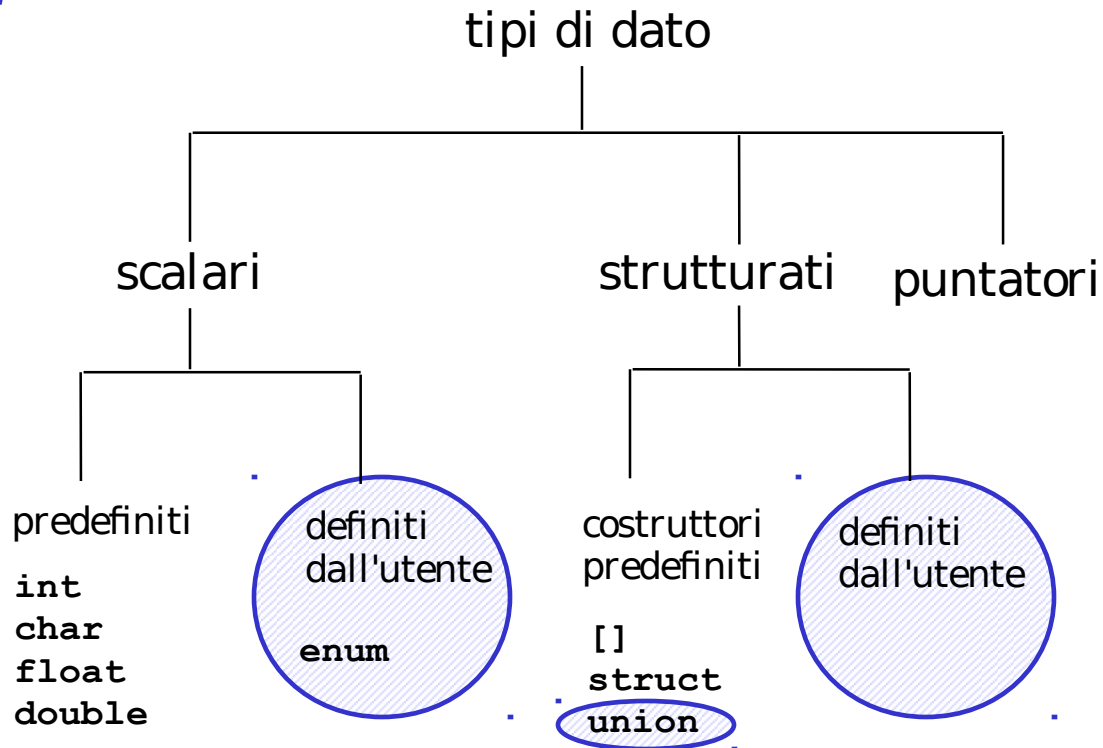 tipi di dato
scalari
strutturati
puntatori
predefiniti
int
char
float
double
definiti
dall'utente
enum
costruttori
predefiniti
[]
struct
union
definiti
dall'utente